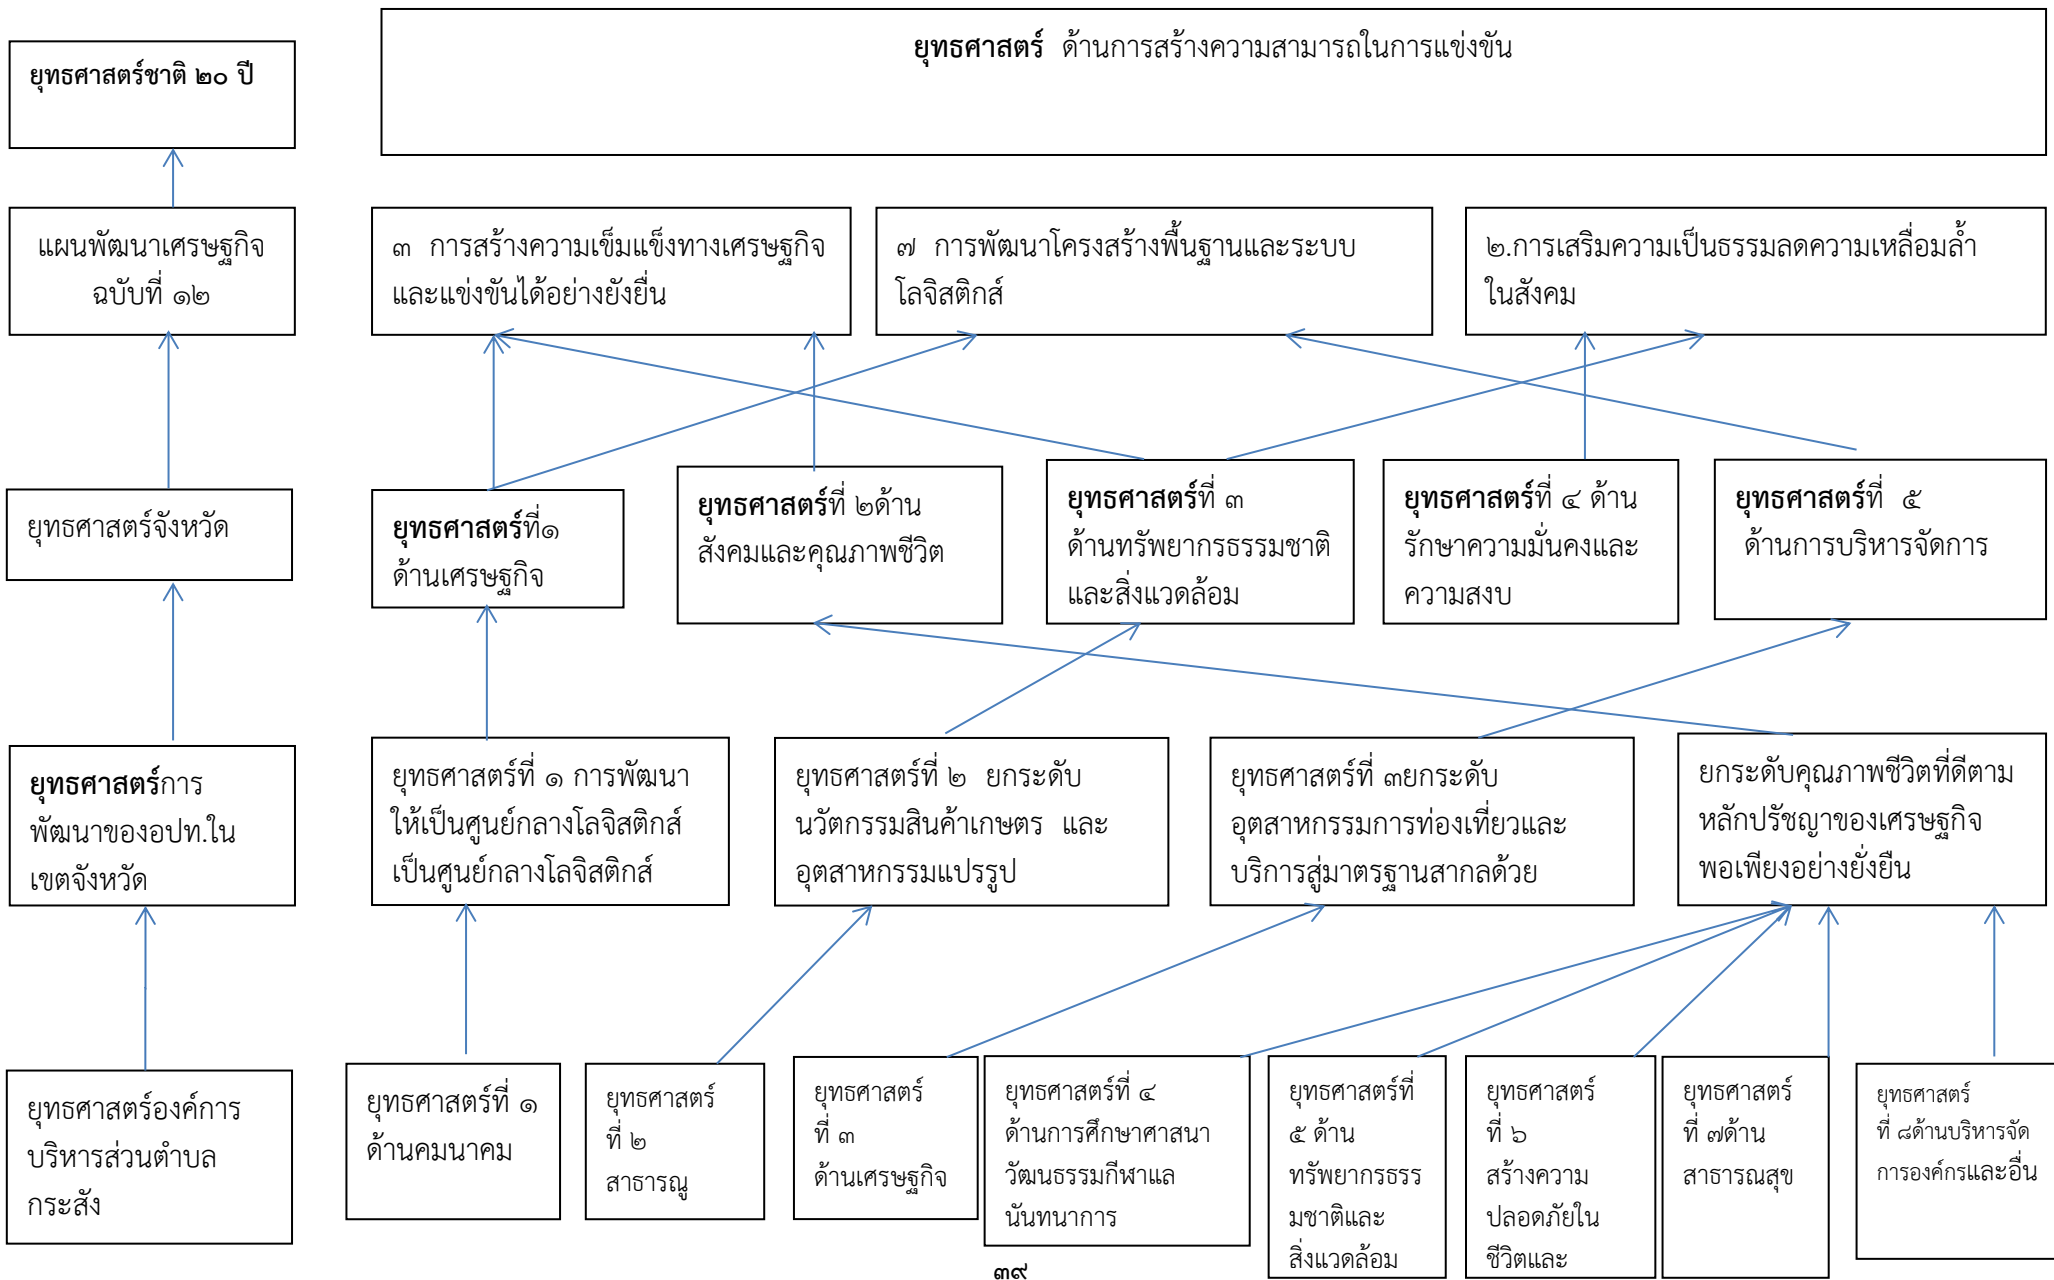 ยุทธศาสตร์ชาติ ๒๐ ปี
ยุทธศาสตร์ ด้านการสร้างความสามารถในการแข่งขัน
แผนพัฒนาเศรษฐกิจ
ฉบับที่ ๑๒
๓ การสร้างความเข็มแข็งทางเศรษฐกิจ
และแข่งขันได้อย่างยังยื่น
๗ การพัฒนาโครงสร้างพื้นฐานและระบบ
โลจิสติกส์
๒.การเสริมความเป็นธรรมลดความเหลื่อมล้ำ
ในสังคม
ยุทธศาสตร์จังหวัด
ยุทธศาสตร์ที่๑
ด้านเศรษฐกิจ
ยุทธศาสตร์ที่ ๒ด้าน
สังคมและคุณภาพชีวิต
ยุทธศาสตร์ที่ ๓
ด้านทรัพยากรธรรมชาติ
และสิ่งแวดล้อม
ยุทธศาสตร์ที่ ๔ ด้าน
รักษาความมั่นคงและ
ความสงบ
ยุทธศาสตร์ที่ ๕
ด้านการบริหารจัดการ
ยุทธศาสตร์การ
พัฒนาของอปท.ใน
เขตจังหวัด
ยุทธศาสตร์ที่ ๑ การพัฒนา
ให้เป็นศูนย์กลางโลจิสติกส์
เป็นศูนย์กลางโลจิสติกส์
ยุทธศาสตร์ที่ ๒ ยกระดับ
นวัตกรรมสินค้าเกษตร และ
อุตสาหกรรมแปรรูป
ยุทธศาสตร์ที่ ๓ยกระดับ
อุตสาหกรรมการท่องเที่ยวและ
บริการสู่มาตรฐานสากลด้วย
ยกระดับคุณภาพชีวิตที่ดีตาม
หลักปรัชญาของเศรษฐกิจ
พอเพียงอย่างยั่งยืน
ยุทธศาสตร์องค์การ
บริหารส่วนตำบล
กระสัง
ยุทธศาสตร์ที่ ๑
ด้านคมนาคม
ยุทธศาสตร์
ที่ ๒
สาธารณู
ยุทธศาสตร์
ที่ ๓
ด้านเศรษฐกิจ
ยุทธศาสตร์ที่ ๔
ด้านการศึกษาศาสนา
วัฒนธรรมกีฬาแล
นันทนาการ
ยุทธศาสตร์ที่
๕ ด้าน
ทรัพยากรธรร
มชาติและ
สิ่งแวดล้อม
ยุทธศาสตร์
ที่ ๖
สร้างความ
ปลอดภัยใน
ชีวิตและ
ยุทธศาสตร์
ที่ ๗ด้าน
สาธารณสุข
ยุทธศาสตร์
ที่ ๘ด้านบริหารจัด
การองค์กรและอื่น
๓๙